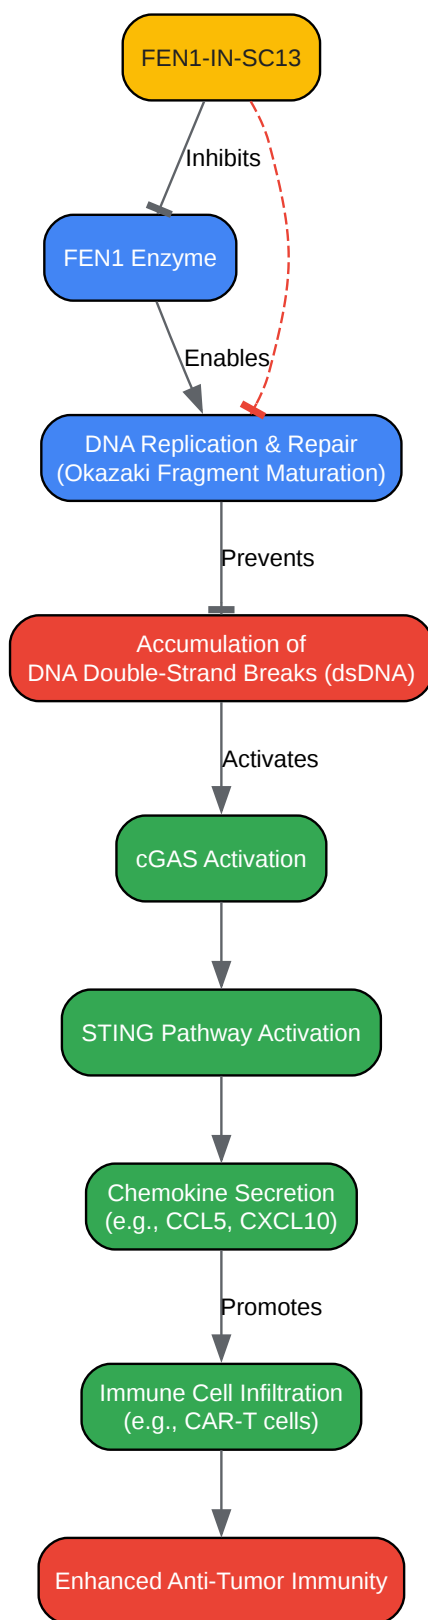 FEN1-IN-SC13
Inhibits
FEN1 Enzyme
Enables
DNA Replication & Repair
(Okazaki Fragment Maturation)
Prevents
Accumulation of
DNA Double-Strand Breaks (dsDNA)
Activates
cGAS Activation
STING Pathway Activation
Chemokine Secretion
(e.g., CCL5, CXCL10)
Promotes
Immune Cell Infiltration
(e.g., CAR-T cells)
Enhanced Anti-Tumor Immunity